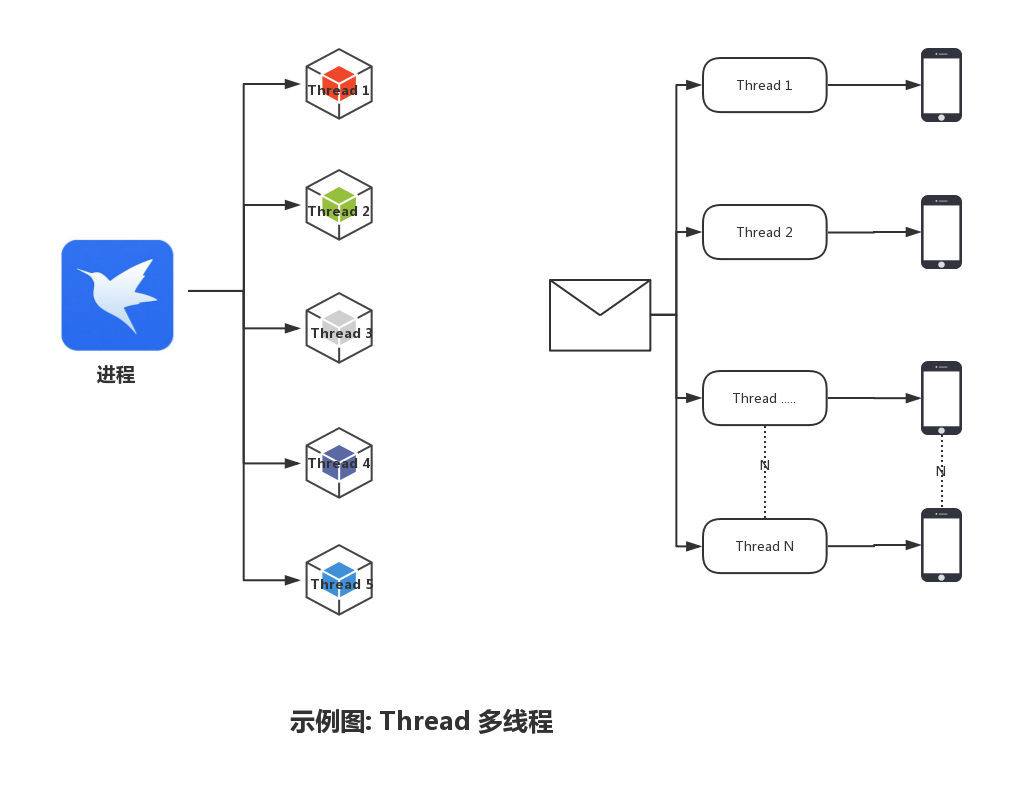 Thread 1
Thread 2
Thread 3
Thread 4
Thread 5
进程
Thread 1
Thread 2
Thread .....
N
N
Thread N
示例图: Thread 多线程